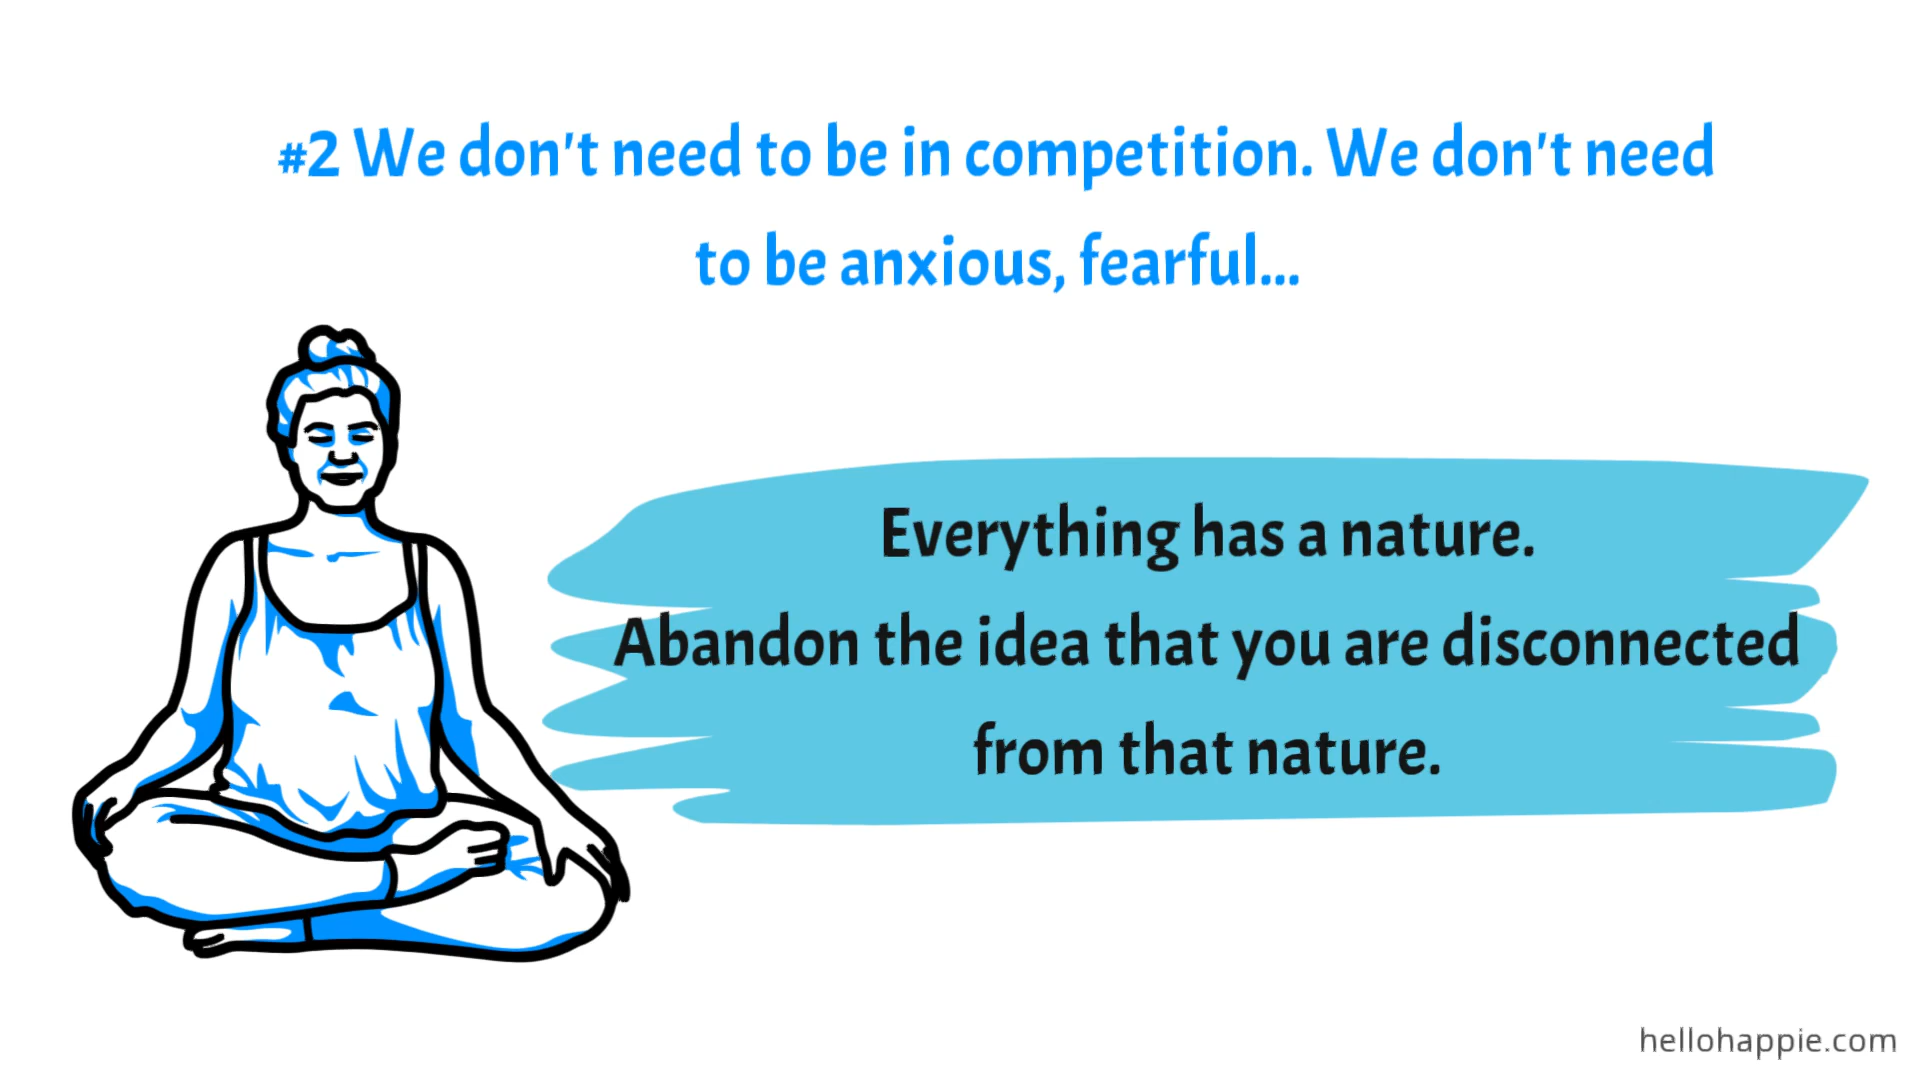 #2 We don't need to be in competition. We don't need
to be anxious, fearful...
Everything has a nature.
Abandon the idea that you are disconnected
from that nature.
hellohappie.com